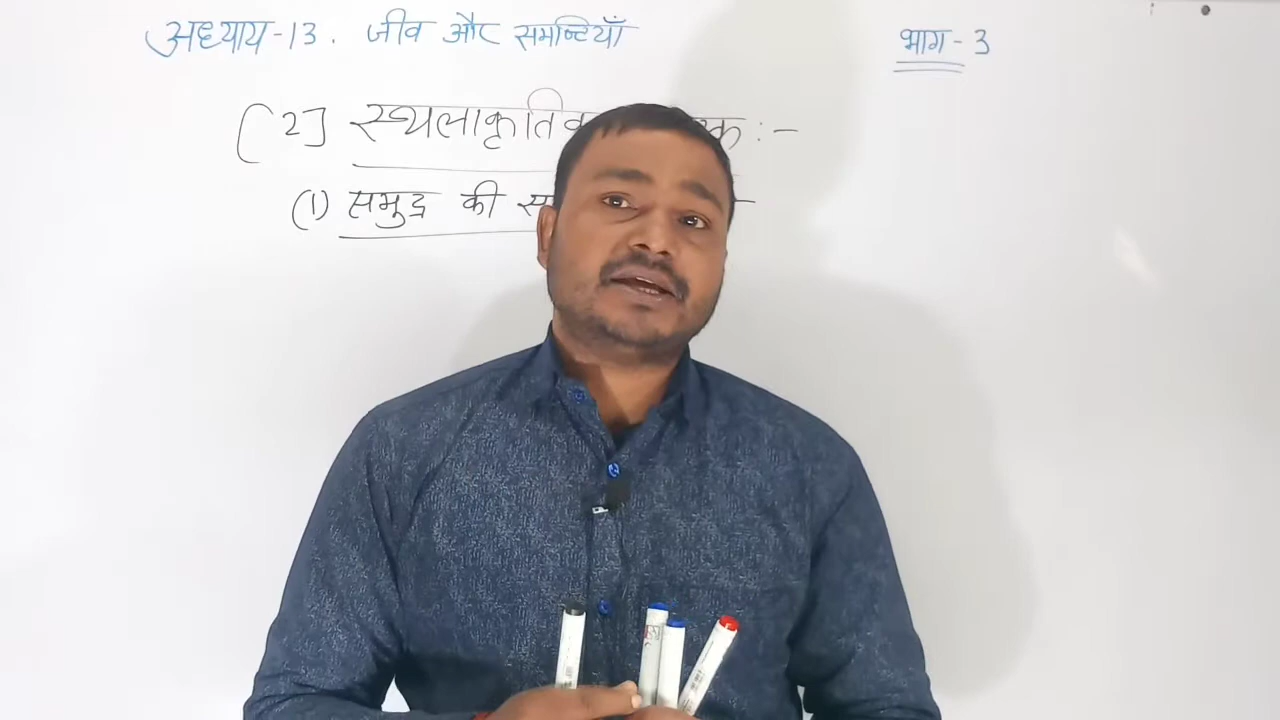 अध्याय-13. जीव और समष्टियाँ
भाग-3
[2] स्थलाकृति :-
(1) समुद्र की